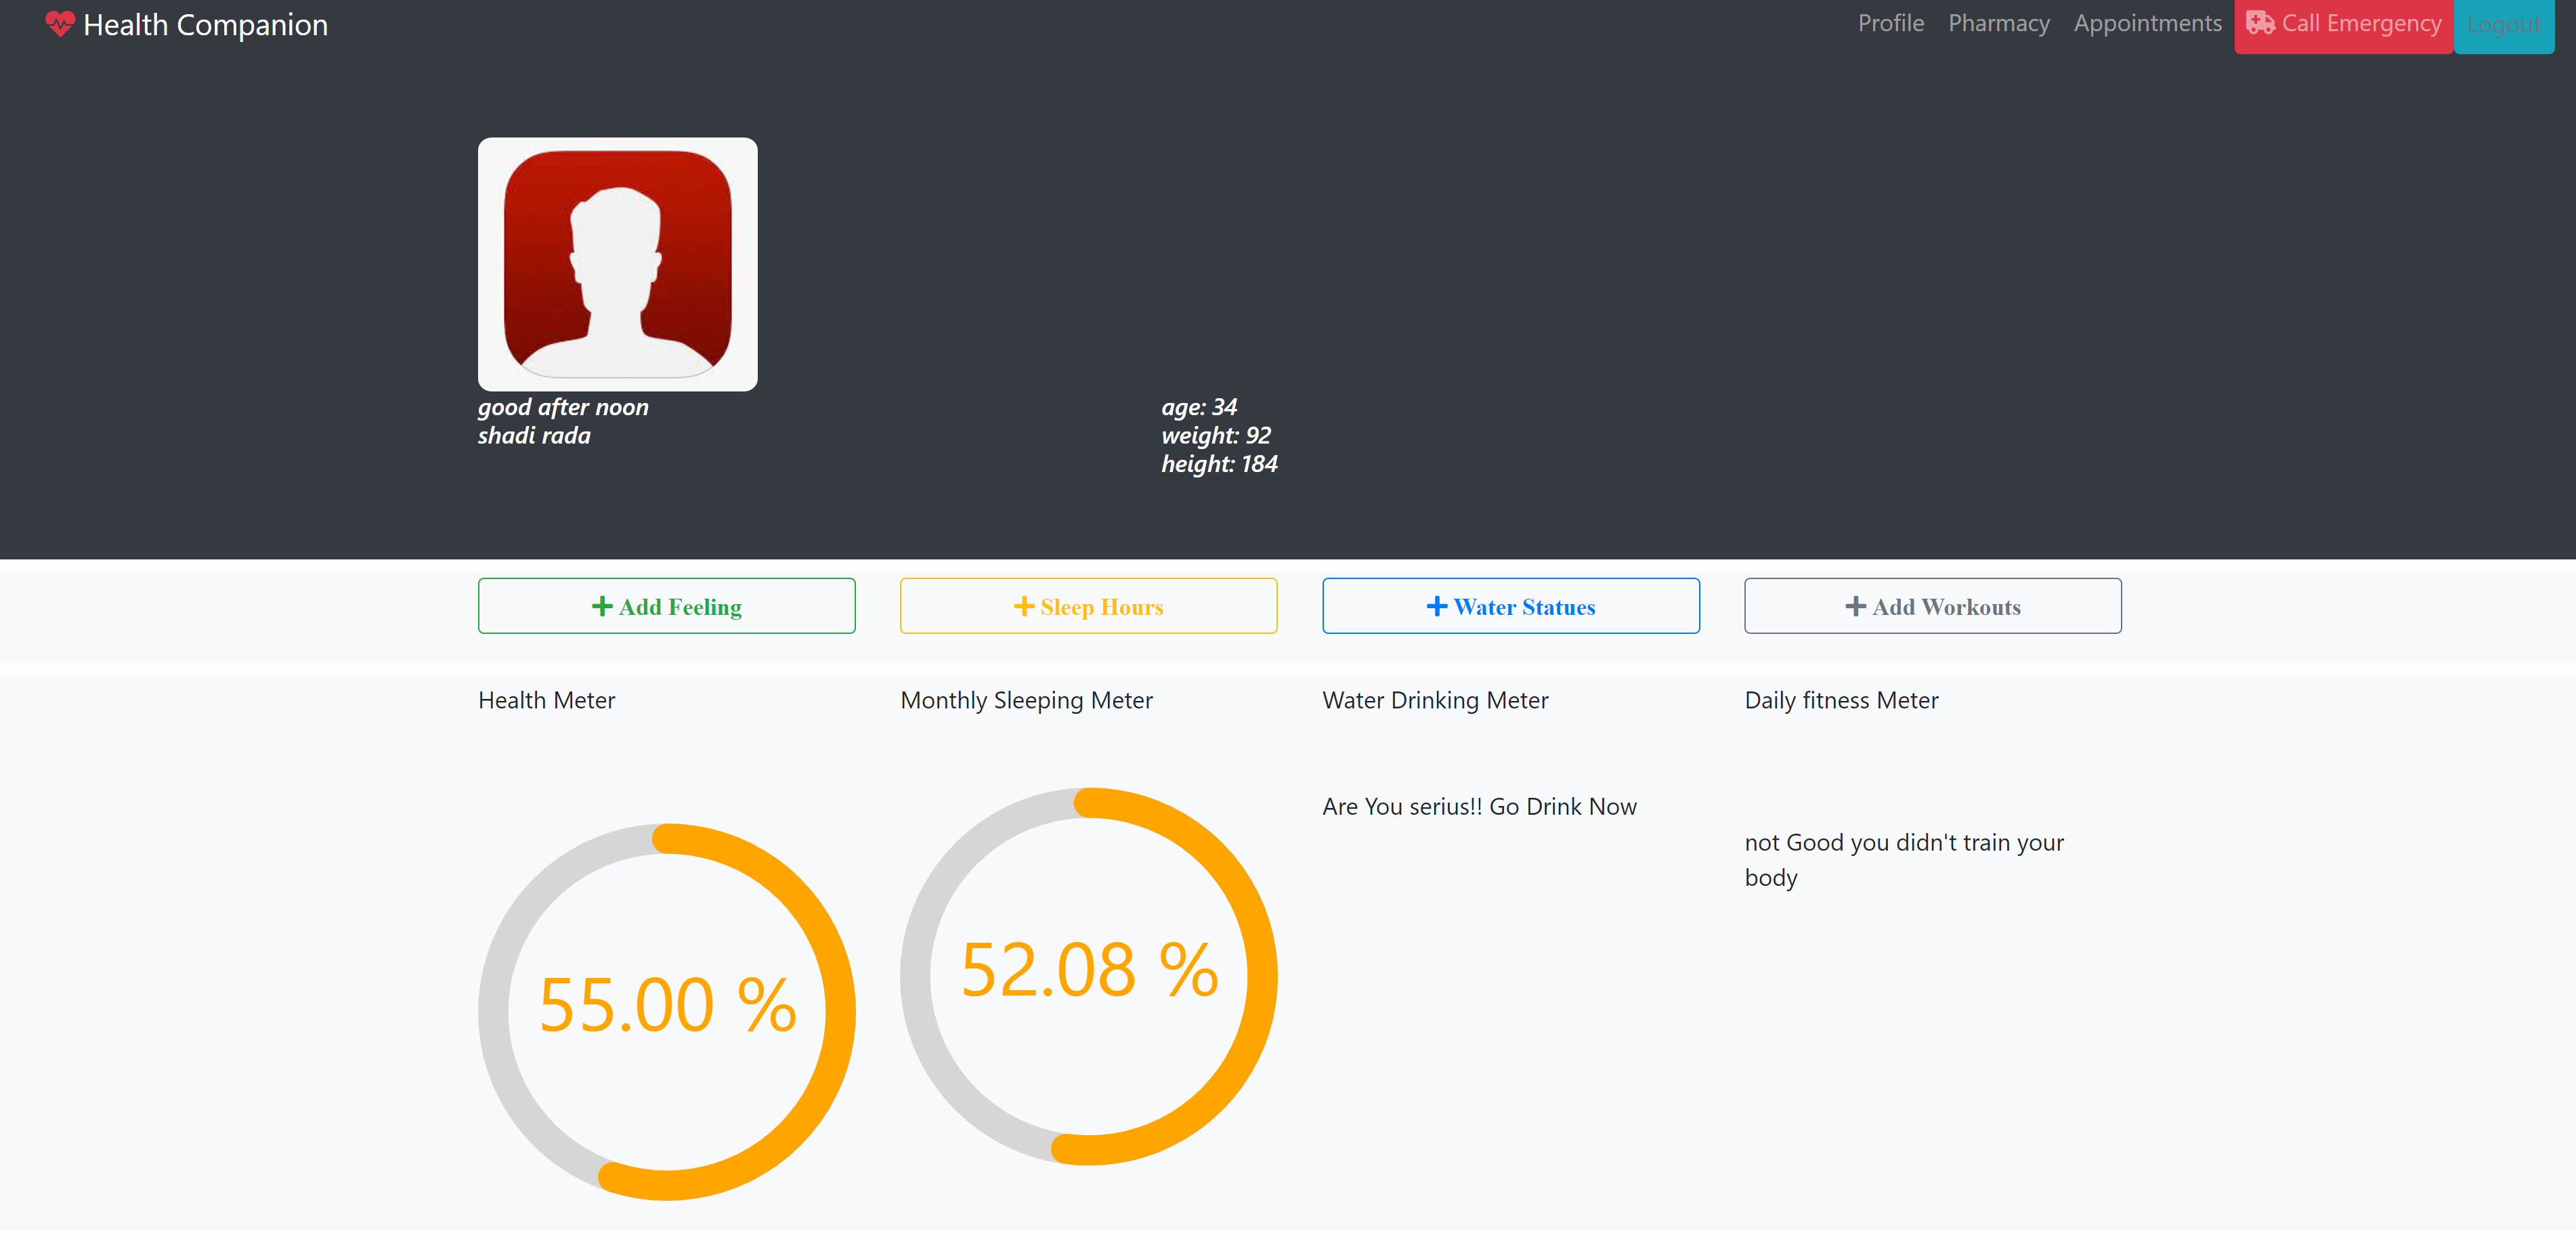 Health Companion
Profile Pharmacy Appointments Call Emergency Logout
good after noon
shadi rada
age: 34
weight: 92
height: 184
Add Feeling
Sleep Hours
Water Statues
Add Workouts
Health Meter
Monthly Sleeping Meter
Water Drinking Meter
Daily fitness Meter
55.00 %
52.08 %
Are You serius!! Go Drink Now
not Good you didn't train your
body